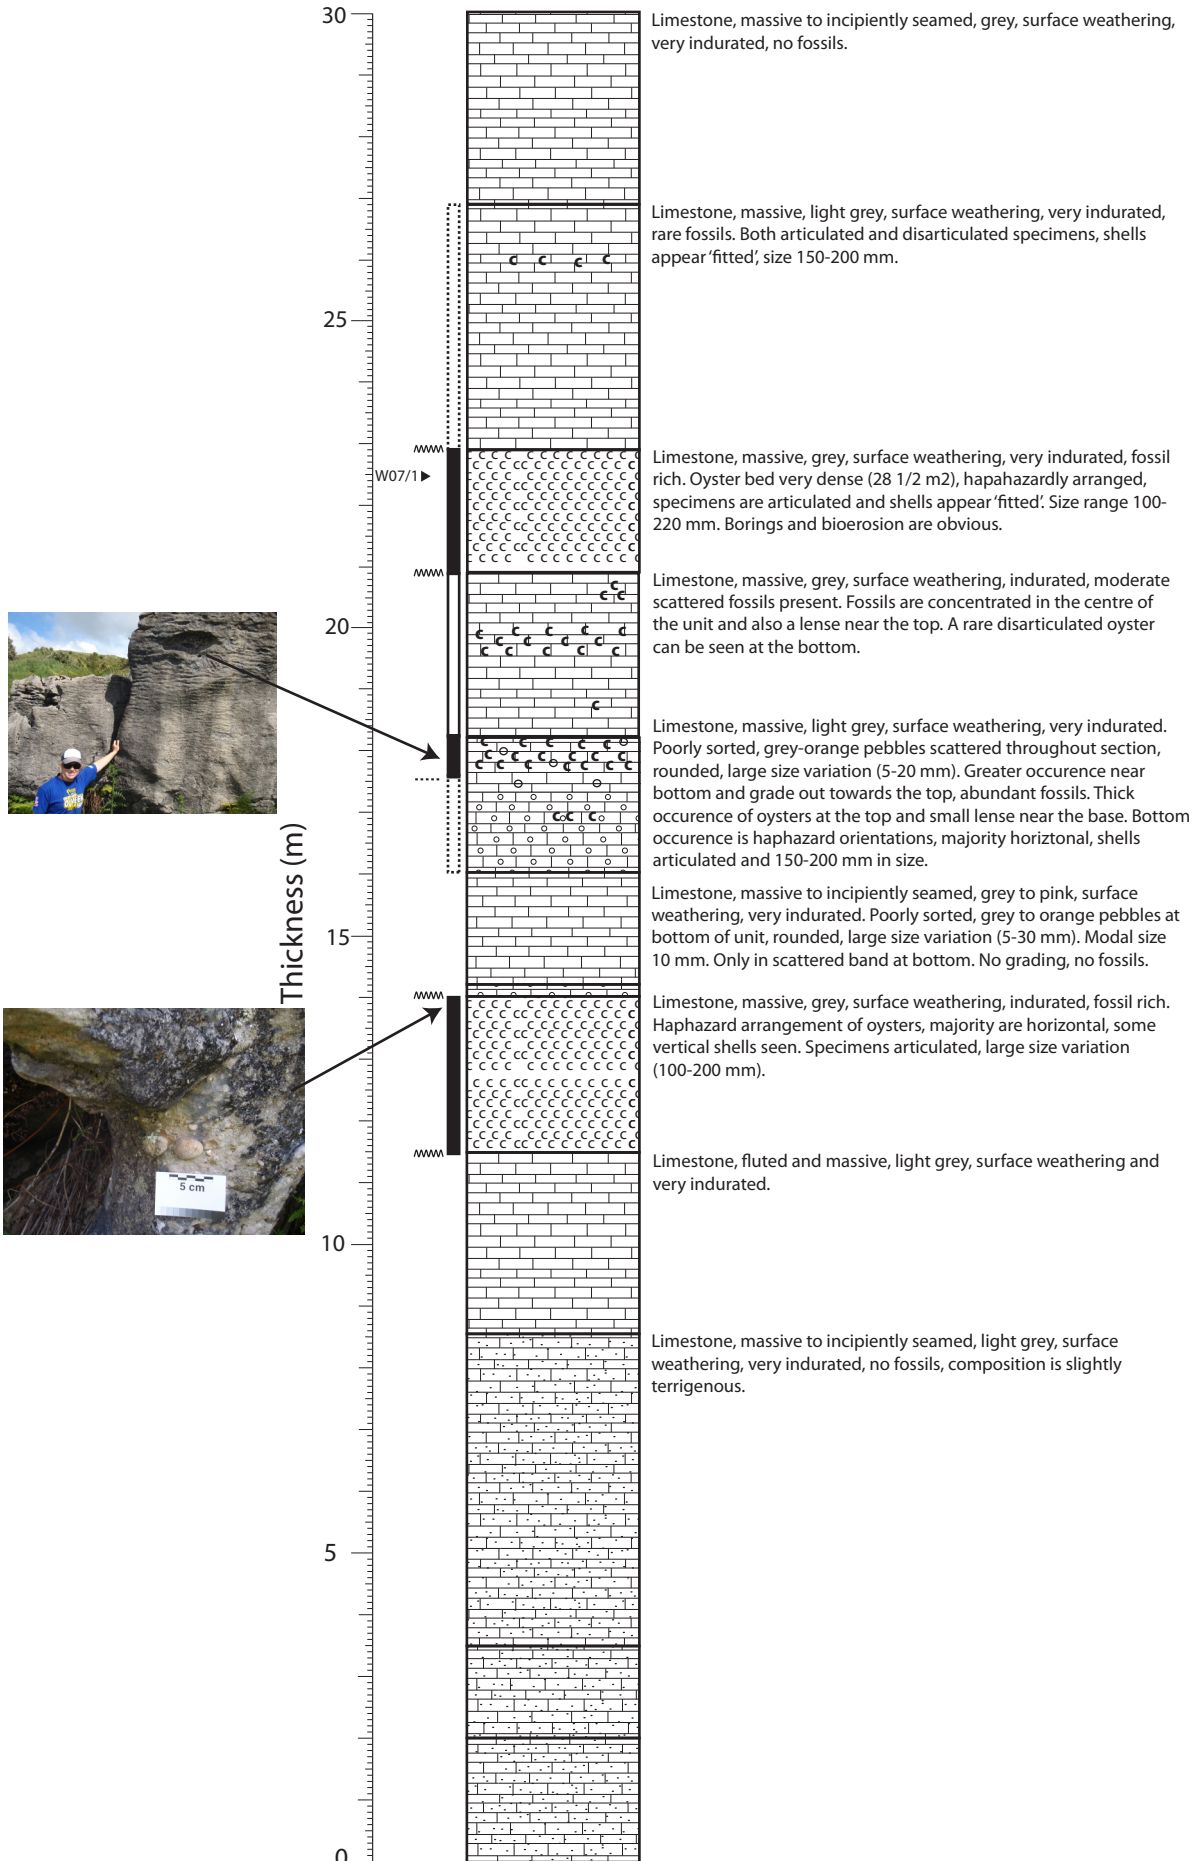 30
Limestone, massive to incipiently seamed, grey, surface weathering,
very indurated, no fossils.
Limestone, massive, light grey, surface weathering, very indurated,
rare fossils. Both articulated and disarticulated specimens, shells
appear 'fitted', size 150-200 mm.
25
Limestone, massive, grey, surface weathering, very indurated, fossil
rich. Oyster bed very dense (28 1/2 m2), hapahazardly arranged,
specimens are articulated and shells appear 'fitted'. Size range 100-
220 mm. Borings and bioerosion are obvious.
W07/1
Limestone, massive, grey, surface weathering, indurated, moderate
scattered fossils present. Fossils are concentrated in the centre of
the unit and also a lense near the top. A rare disarticulated oyster
can be seen at the bottom.
20
Limestone, massive, light grey, surface weathering, very indurated.
Poorly sorted, grey-orange pebbles scattered throughout section,
rounded, large size variation (5-20 mm). Greater occurence near
bottom and grade out towards the top, abundant fossils. Thick
occurence of oysters at the top and small lense near the base. Bottom
occurence is haphazard orientations, majority horiztonal, shells
articulated and 150-200 mm in size.
Thickness (m)
Limestone, massive to incipiently seamed, grey to pink, surface
weathering, very indurated. Poorly sorted, grey to orange pebbles at
bottom of unit, rounded, large size variation (5-30 mm). Modal size
10 mm. Only in scattered band at bottom. No grading, no fossils.
15
Limestone, massive, grey, surface weathering, indurated, fossil rich.
Haphazard arrangement of oysters, majority are horizontal, some
vertical shells seen. Specimens articulated, large size variation
(100-200 mm).
5 cm
Limestone, fluted and massive, light grey, surface weathering and
very indurated.
10
Limestone, massive to incipiently seamed, light grey, surface
weathering, very indurated, no fossils, composition is slightly
terrigenous.
5
0